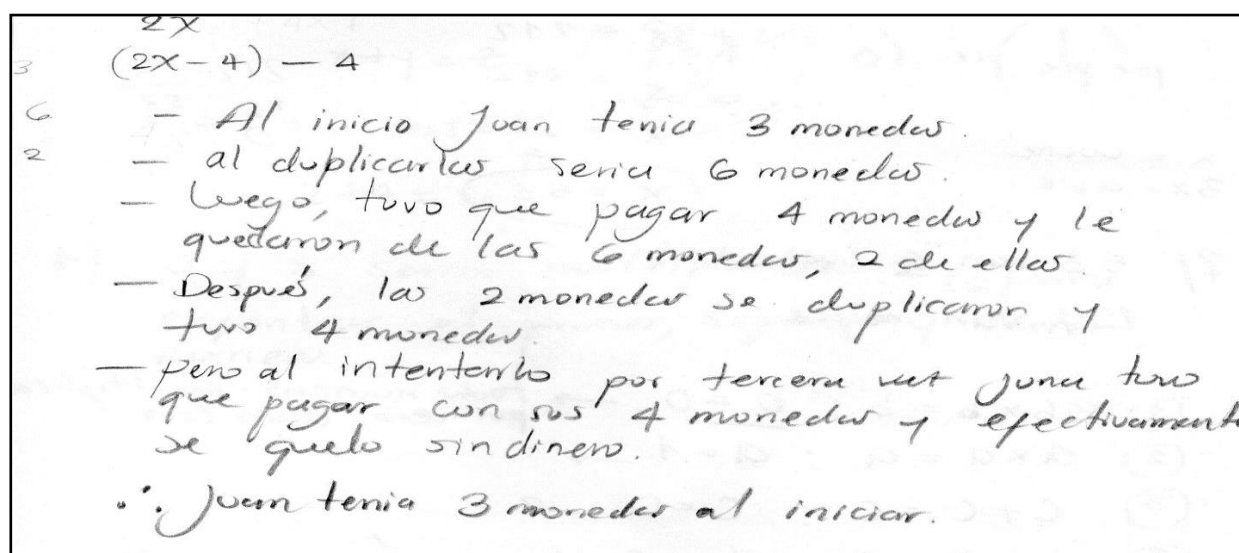 2x
3 (2x-4) - 4
6 - Al inicio Juan tenia 3 monedas.
2 - al duplicarlas seria 6 monedas.
- Luego, tuvo que pagar 4 monedas y le
quedaron de las 6 monedas, 2 de ellas.
- Después, las 2 monedas se duplicaron y
tuvo 4 monedas.
- pero al intentarlo por tercera vez tuvo
que pagar con sus 4 monedas y efectivamente
se quedo sin dinero.
∴ Juan tenia 3 monedas al iniciar.